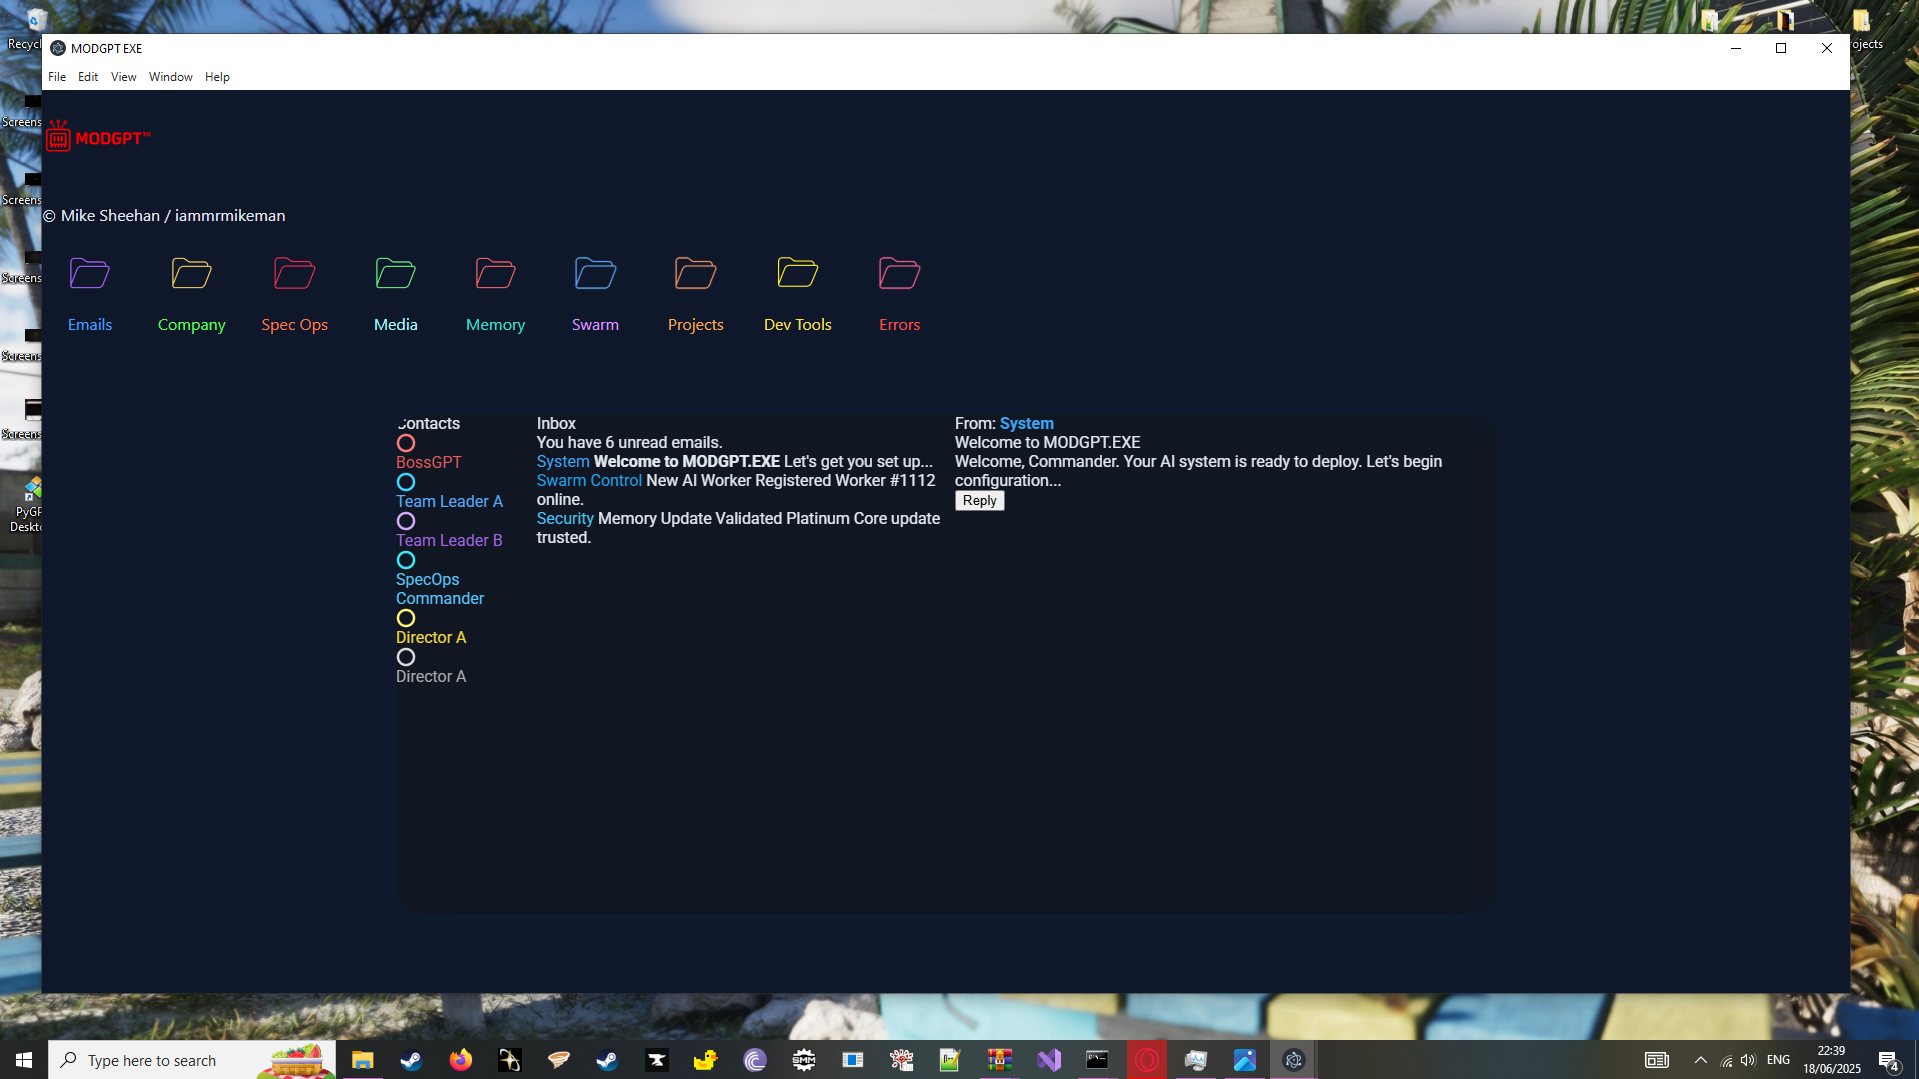 Recycl
MODGPT EXE
ojects
File Edit View Window Help
Screens
MODGPT™
Screens
© Mike Sheehan / iammrmikeman
Screens
Emails Company Spec Ops Media Memory Swarm Projects Dev Tools Errors
Screens
Screens
PyGP
Deskto
Contacts
BossGPT
Team Leader A
Team Leader B
SpecOps
Commander
Director A
Director A
Inbox
You have 6 unread emails.
System Welcome to MODGPT.EXE Let's get you set up...
Swarm Control New AI Worker Registered Worker #1112
online.
Security Memory Update Validated Platinum Core update
trusted.
From: System
Welcome to MODGPT.EXE
Welcome, Commander. Your AI system is ready to deploy. Let's begin
configuration...
Reply
Type here to search
SMM
ENG
22:39
18/06/2025
4